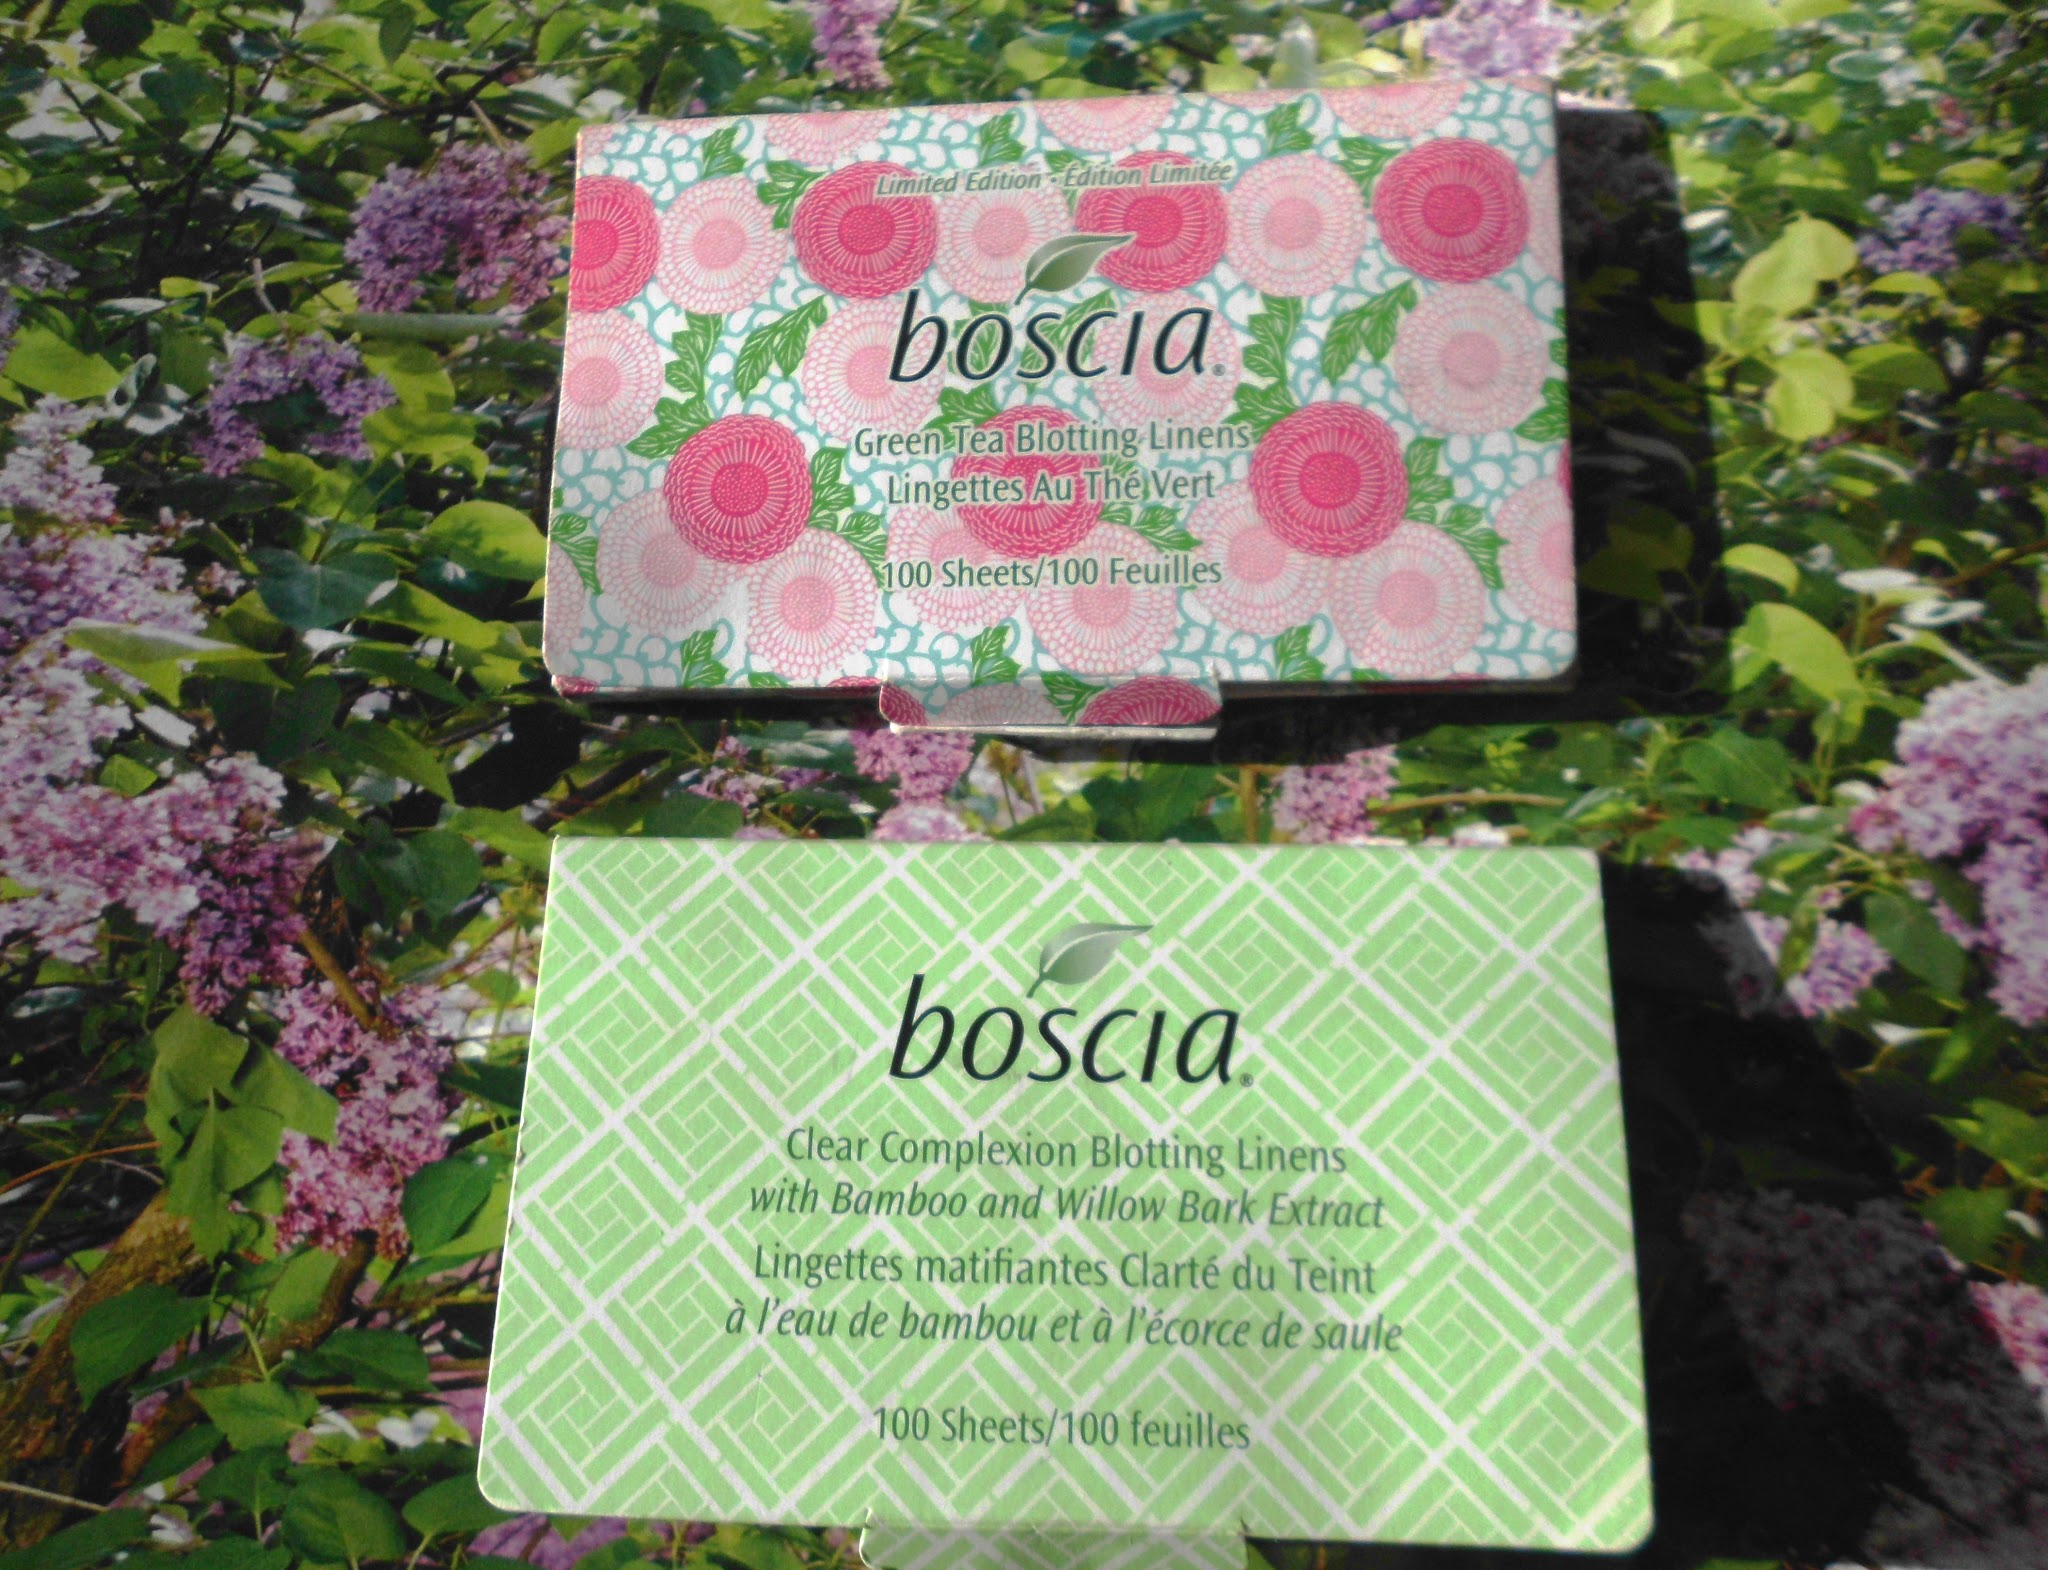 Limited Edition • Édition Limitée
boscia®
Green Tea Blotting Linens
Lingettes Au Thé Vert
100 Sheets/100 Feuilles
boscia®
Clear Complexion Blotting Linens
with Bamboo and Willow Bark Extract
Lingettes matifiantes Clarté du Teint
à l'eau de bambou et à l'écorce de saule
100 Sheets/100 feuilles